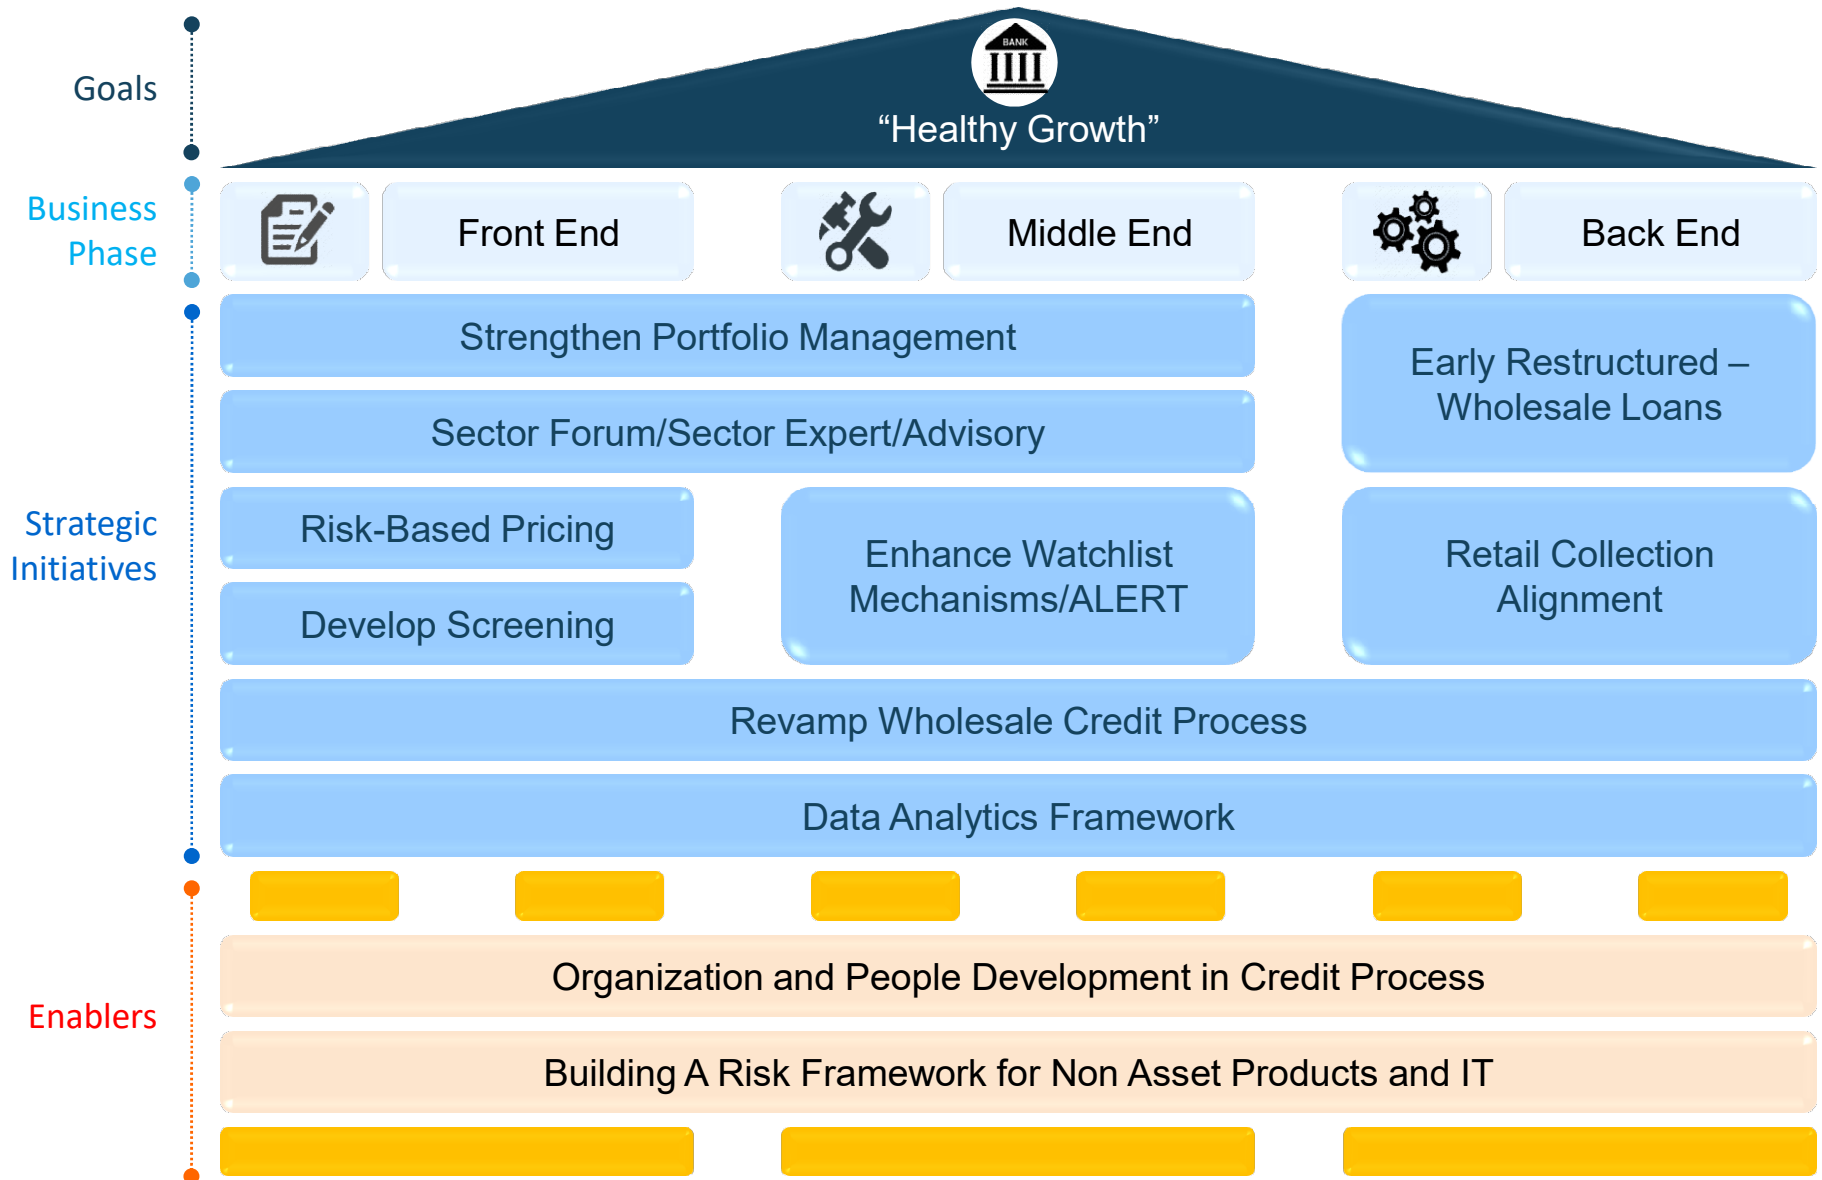 Goals
BANK
“Healthy Growth”
Business
Phase
Front End
Middle End
Back End
Strategic
Initiatives
Strengthen Portfolio Management
Sector Forum/Sector Expert/Advisory
Early Restructured –
Wholesale Loans
Risk-Based Pricing
Develop Screening
Enhance Watchlist
Mechanisms/ALERT
Retail Collection
Alignment
Revamp Wholesale Credit Process
Data Analytics Framework
Enablers
Organization and People Development in Credit Process
Building A Risk Framework for Non Asset Products and IT